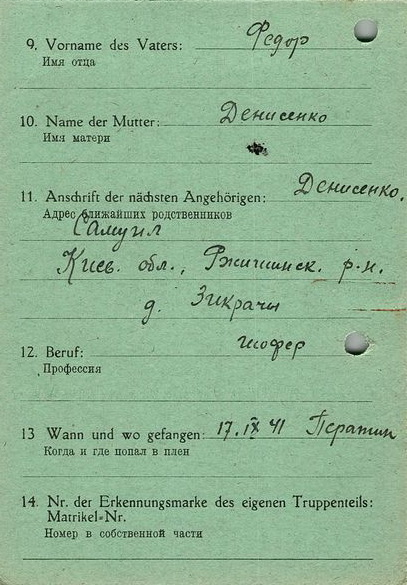 9. Vorname des Vaters: Федор
Имя отца
10. Name der Mutter: Денисенко
Имя матери
11. Anschrift der nächsten Angehörigen: Денисенко.
Адрес ближайших родственников
Самуил
Киев. обл., Ржищинск. р-н.
д. Зикрачи
12. Beruf: шофер
Профессия
13 Wann und wo gefangen: 17.IX 41 Ператин
Когда и где попал в плен
14. Nr. der Erkennungsmarke des eigenen Truppenteils:
Matrikel-Nr.
Номер в собственной части